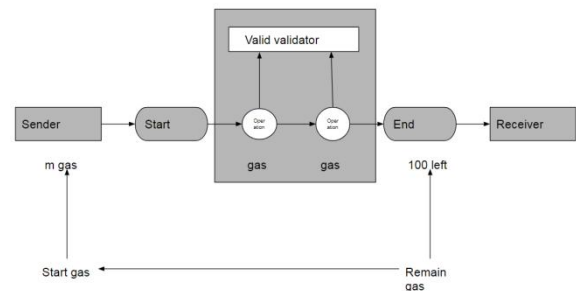 Valid validator
Sender
Start
Oper
ation
Oper
ation
End
Receiver
m gas
gas
gas
100 left
Start gas
Remain
gas